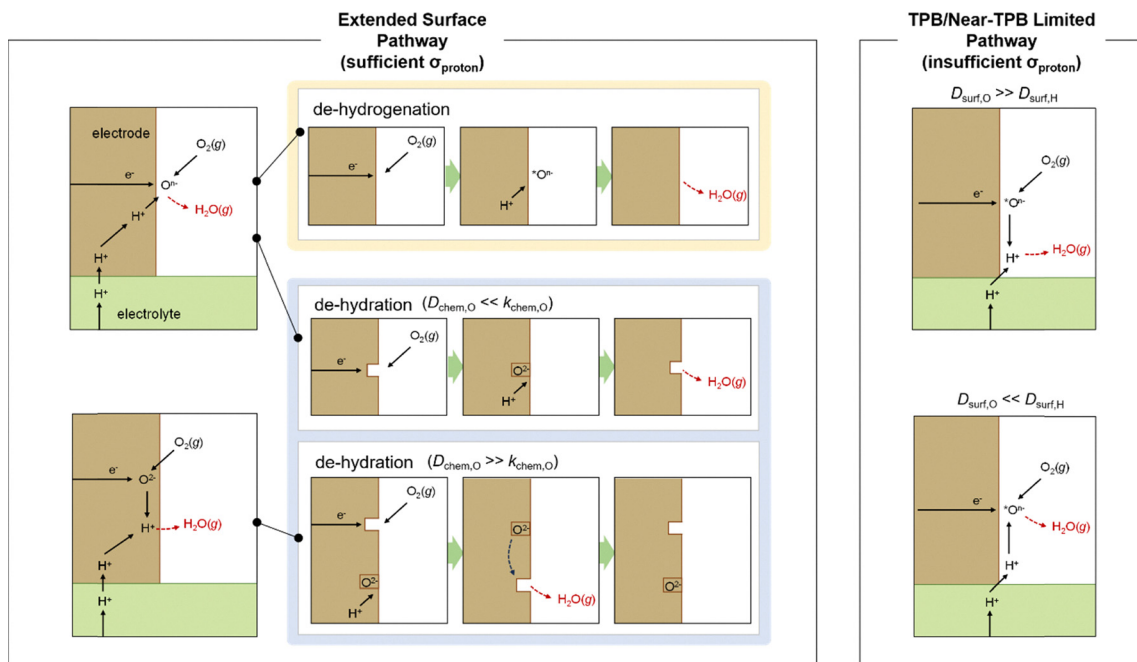 Extended Surface
Pathway
(sufficient σproton)
electrode
O2(g)
e-
On-
H2O(g)
H+
H+
H+
electrolyte
de-hydrogenation
e-
O2(g)
*On-
H+
H2O(g)
de-hydration (Dchem,O << kchem,O)
e-
O2(g)
O2-
H+
H2O(g)
O2(g)
e-
O2-
H+
H2O(g)
H+
H+
de-hydration (Dchem,O >> kchem,O)
e-
O2(g)
O2-
H+
O2-
H2O(g)
O2-
TPB/Near-TPB Limited
Pathway
(insufficient σproton)
Dsurf,O >> Dsurf,H
O2(g)
e-
*On-
H+
H2O(g)
H+
Dsurf,O << Dsurf,H
O2(g)
e-
*On-
H2O(g)
H+
H+